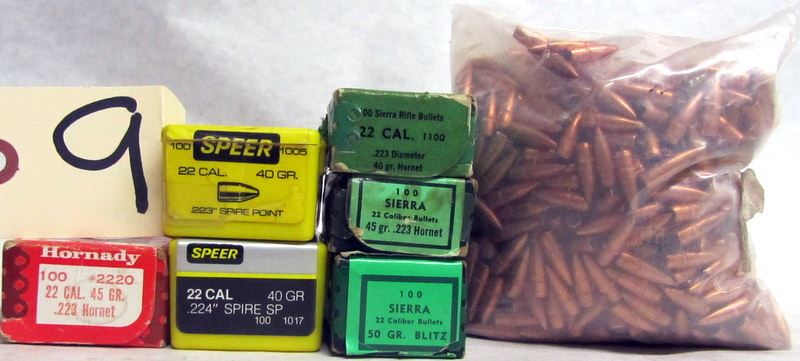 9
100 SPEER 1005
22 CAL. 40 GR.
.223" SPIRE POINT
Hornady
100 #2220
22 CAL. 45 GR.
.223 Hornet
SPEER
22 CAL 40 GR
.224" SPIRE SP
100 1017
00 Sierra Rifle Bullets
22 CAL. 1100
.223 Diameter
40 gr. Hornet
100
SIERRA
22 Caliber Bullets
45 gr. .223 Hornet
100
SIERRA
22 Caliber Bullets
50 GR. BLITZ